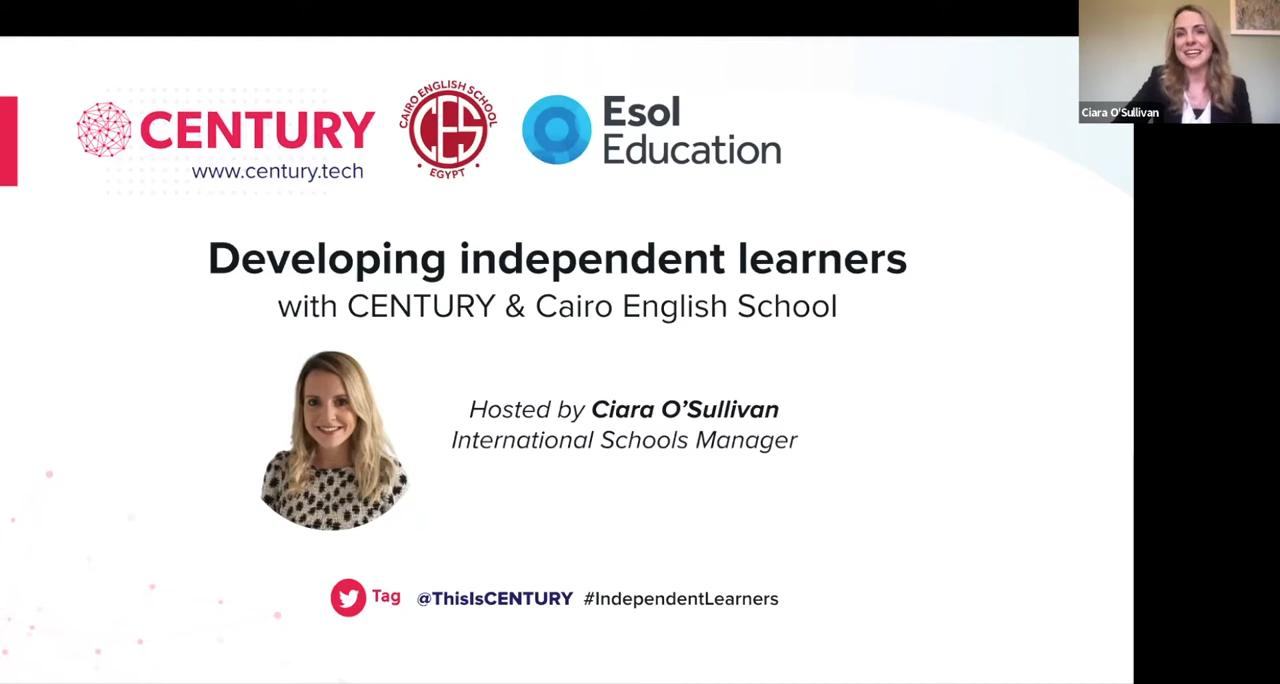 CENTURY
www.century.tech
CAIRO ENGLISH SCHOOL
CES
EGYPT
Esol
Education
Ciara O'Sullivan
Developing independent learners
with CENTURY & Cairo English School
Hosted by Ciara O’Sullivan
International Schools Manager
Tag @ThisIsCENTURY #IndependentLearners